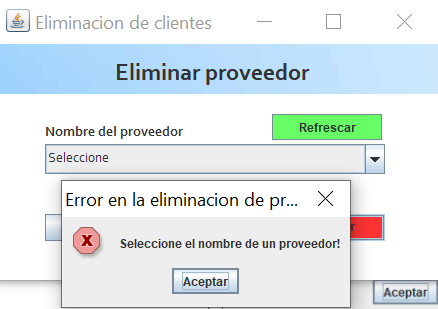 Eliminacion de clientes
Eliminar proveedor
Refrescar
Nombre del proveedor
Seleccione
Error en la eliminacion de pr...
Seleccione el nombre de un proveedor!
Aceptar
Aceptar